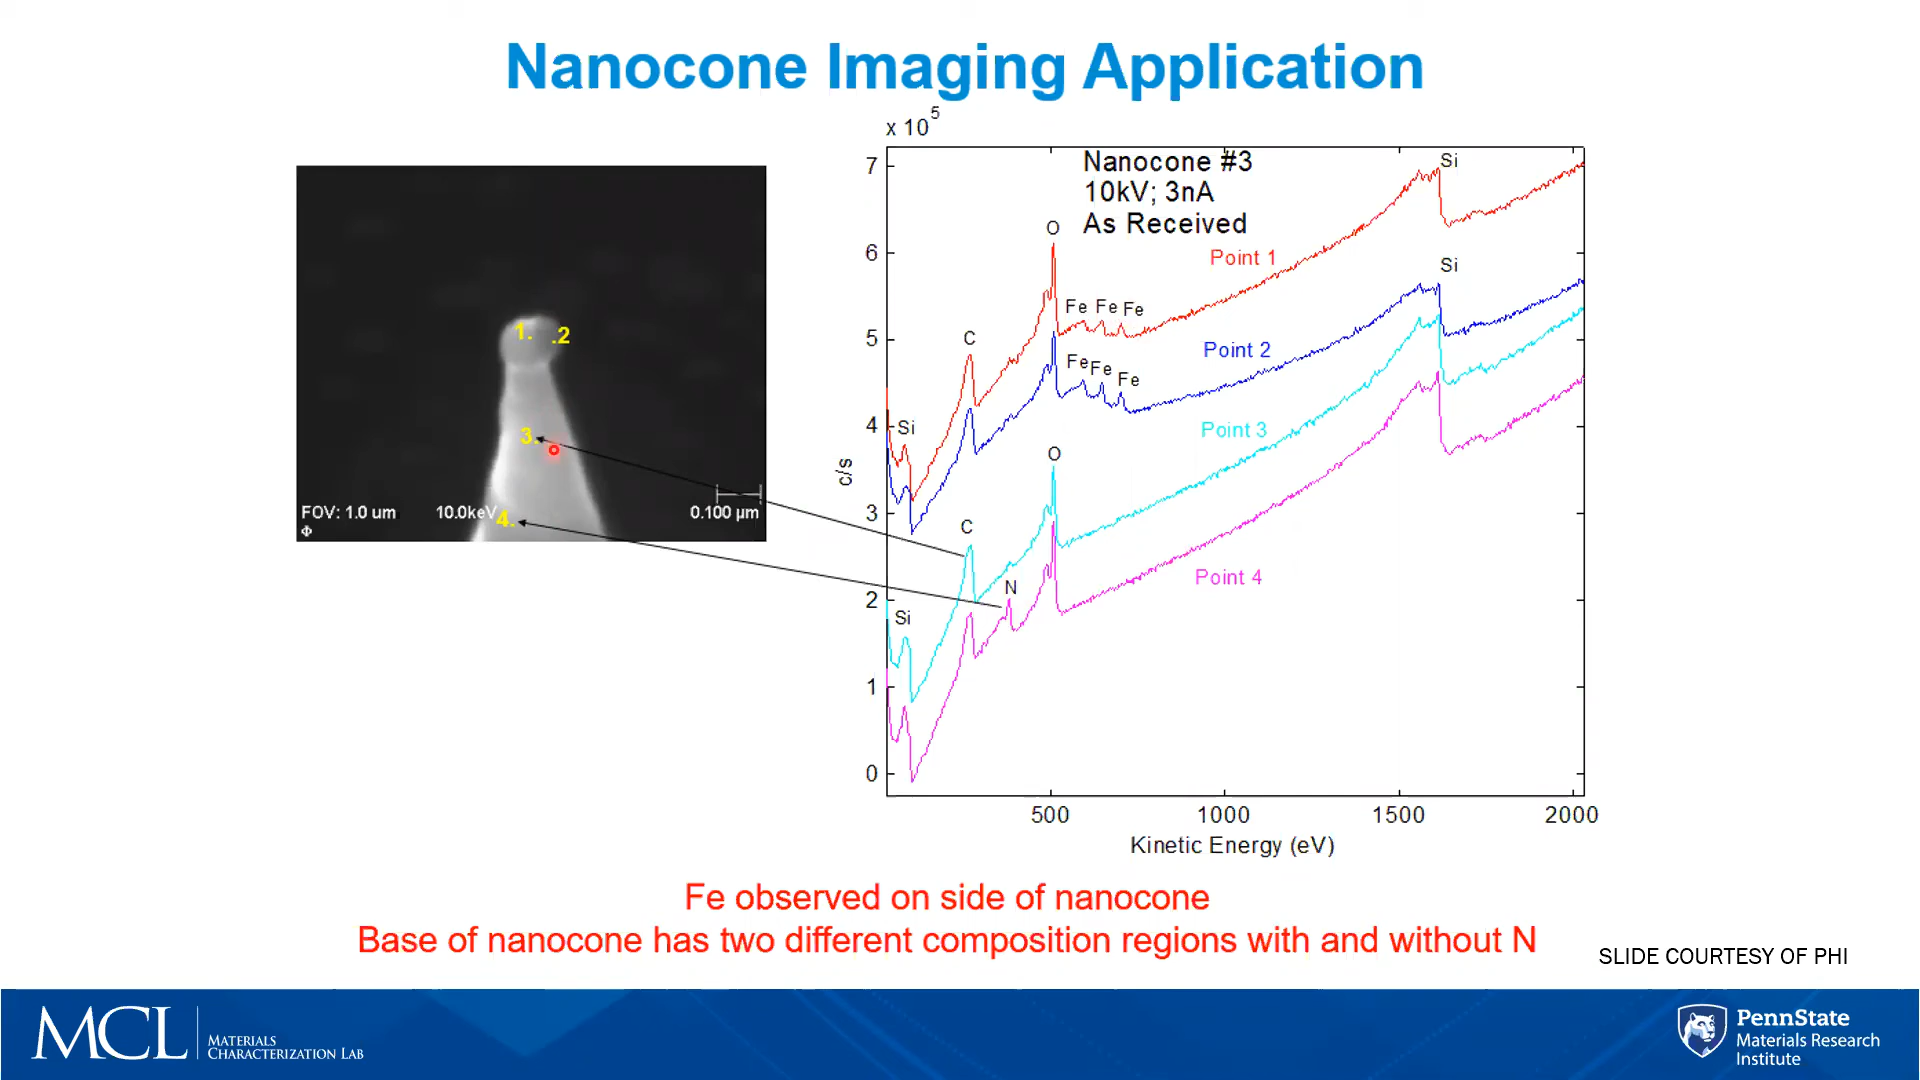 Nanocone Imaging Application
x 10^5
Nanocone #3
10kV; 3nA
As Received
7
6
5
4
3
2
1
0
c/s
500
1000
1500
2000
Kinetic Energy (eV)
Si
O
Point 1
Si
Fe Fe Fe
C
Point 2
Fe Fe Fe
Si
Point 3
O
C
Point 4
N
Si
1.
.2
3.
4.
FOV: 1.0 um
10.0keV
0.100 µm
Φ
Fe observed on side of nanocone
Base of nanocone has two different composition regions with and without N
SLIDE COURTESY OF PHI
MCL
MATERIALS
CHARACTERIZATION LAB
PennState
Materials Research
Institute